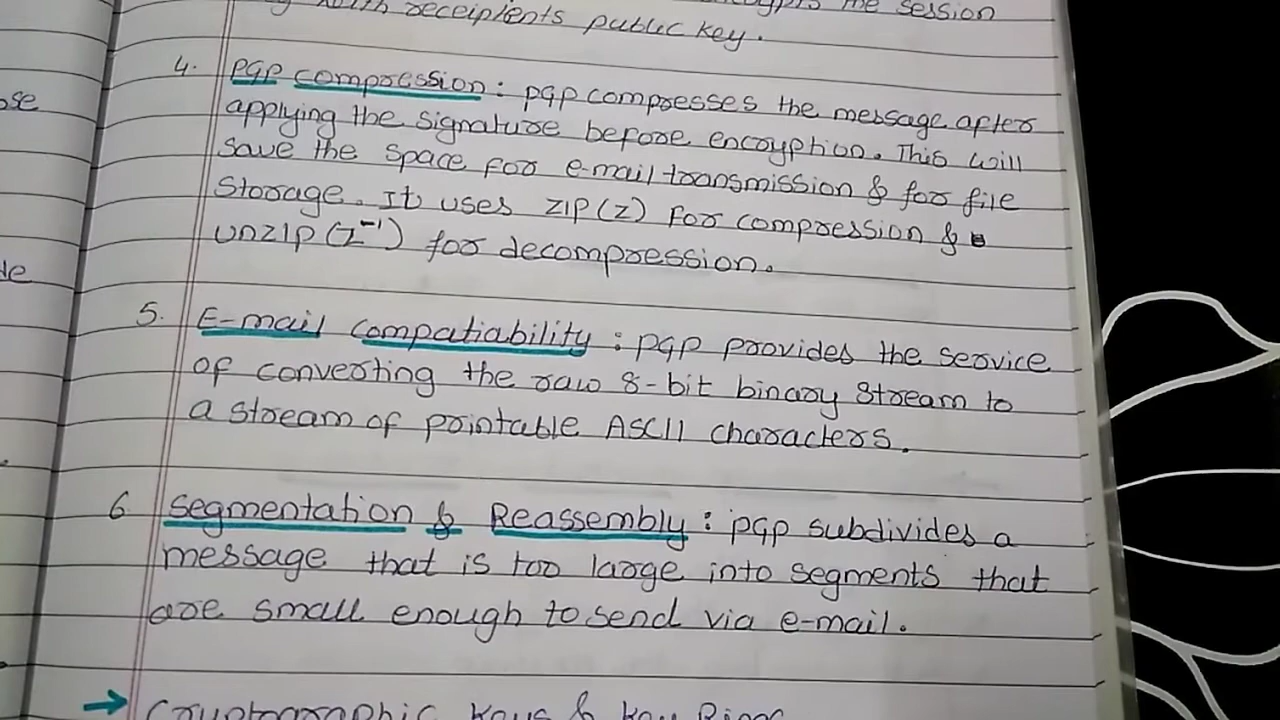 the session
with receipients public key.
4. PGP compression : PGP compresses the message after
applying the signature before encryption. This will
save the space for e-mail transmission & for file
storage. It uses ZIP (Z) for compression &
unzip (Z⁻¹) for decompression.
5. E-mail compatiability : PGP provides the service
of converting the raw 8-bit binary stream to
a stream of printable ASCII characters.
6 segmentation & Reassembly : PGP subdivides a
message that is too large into segments that
are small enough to send via e-mail.
→ Cryptographic Keys & Key Rings